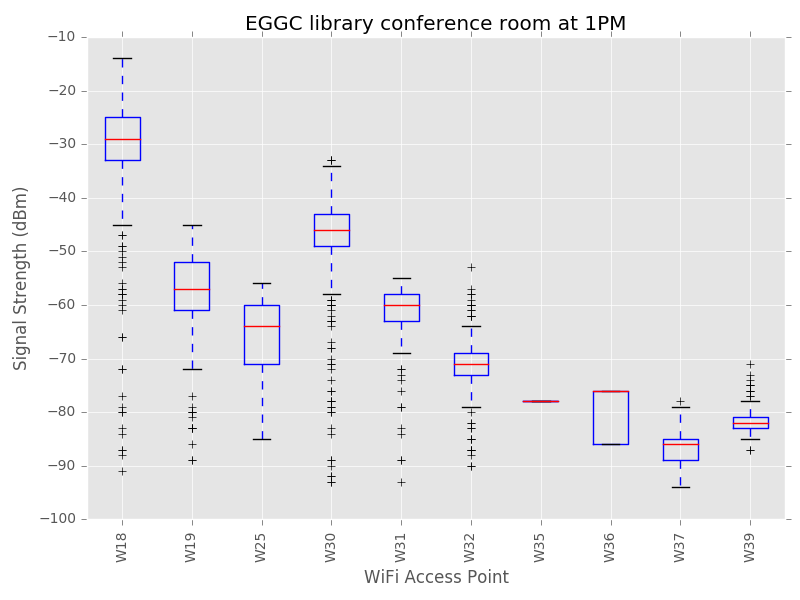 EGGC library conference room at 1PM
−10
−20
−30
−40
−50
−60
−70
−80
−90
−100
Signal Strength (dBm)
W18 W19 W25 W30 W31 W32 W35 W36 W37 W39
WiFi Access Point